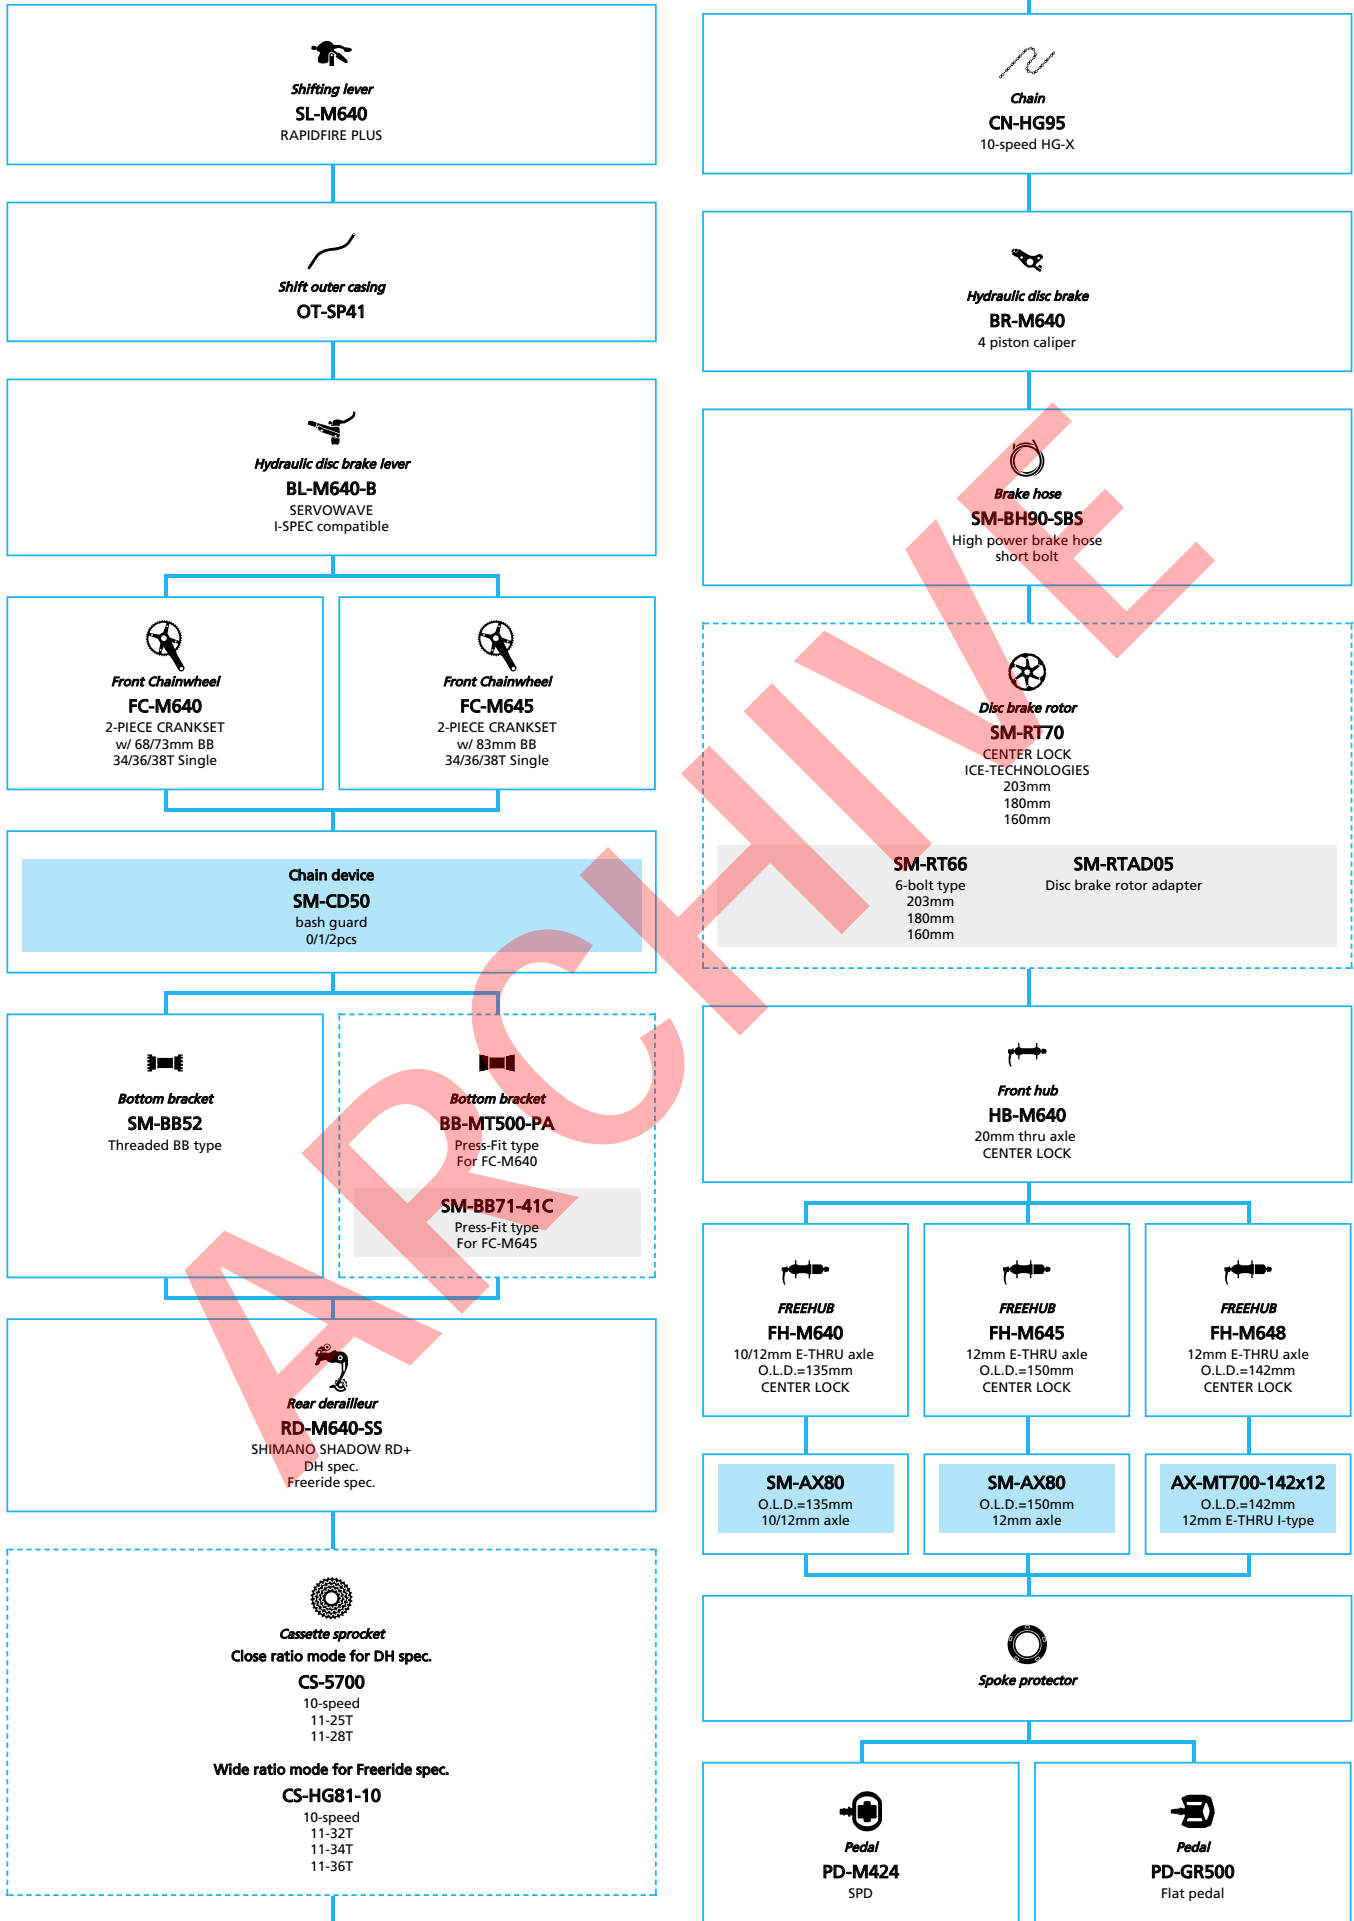 Shifting lever
SL-M640
RAPIDFIRE PLUS
Shift outer casing
OT-SP41
Hydraulic disc brake lever
BL-M640-B
SERVOWAVE
I-SPEC compatible
Front Chainwheel
FC-M640
2-PIECE CRANKSET
w/ 68/73mm BB
34/36/38T Single
Front Chainwheel
FC-M645
2-PIECE CRANKSET
w/ 83mm BB
34/36/38T Single
Chain device
SM-CD50
bash guard
0/1/2pcs
Bottom bracket
SM-BB52
Threaded BB type
Bottom bracket
BB-MT500-PA
Press-Fit type
For FC-M640
SM-BB71-41C
Press-Fit type
For FC-M645
Rear derailleur
RD-M640-SS
SHIMANO SHADOW RD+
DH spec.
Freeride spec.
Cassette sprocket
Close ratio mode for DH spec.
CS-5700
10-speed
11-25T
11-28T
Wide ratio mode for Freeride spec.
CS-HG81-10
10-speed
11-32T
11-34T
11-36T
Chain
CN-HG95
10-speed HG-X
Hydraulic disc brake
BR-M640
4 piston caliper
Brake hose
SM-BH90-SBS
High power brake hose
short bolt
Disc brake rotor
SM-RT70
CENTER LOCK
ICE-TECHNOLOGIES
203mm
180mm
160mm
SM-RT66
6-bolt type
203mm
180mm
160mm
SM-RTAD05
Disc brake rotor adapter
Front hub
HB-M640
20mm thru axle
CENTER LOCK
FREEHUB
FH-M640
10/12mm E-THRU axle
O.L.D.=135mm
CENTER LOCK
FREEHUB
FH-M645
12mm E-THRU axle
O.L.D.=150mm
CENTER LOCK
FREEHUB
FH-M648
12mm E-THRU axle
O.L.D.=142mm
CENTER LOCK
SM-AX80
O.L.D.=135mm
10/12mm axle
SM-AX80
O.L.D.=150mm
12mm axle
AX-MT700-142x12
O.L.D.=142mm
12mm E-THRU I-type
Spoke protector
Pedal
PD-M424
SPD
Pedal
PD-GR500
Flat pedal
ARCHIVE